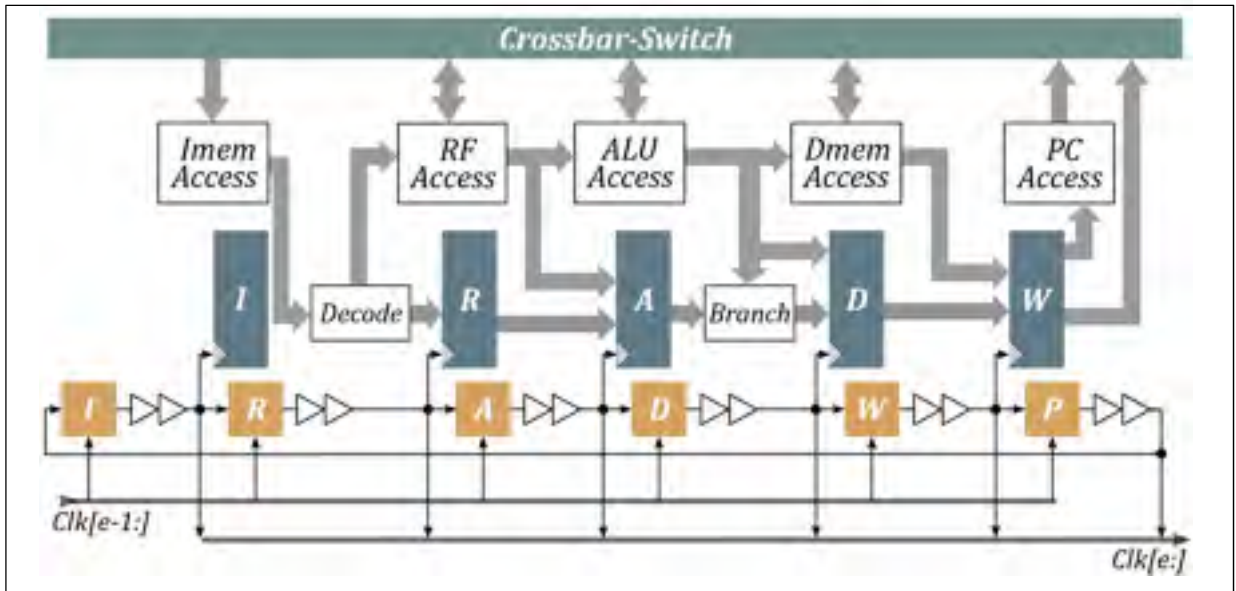 Crossbar-Switch
Imem
Access
RF
Access
ALU
Access
Dmem
Access
PC
Access
I
Decode
R
A
Branch
D
W
I
R
A
D
W
P
Clk[e-1:]
Clk[e:]